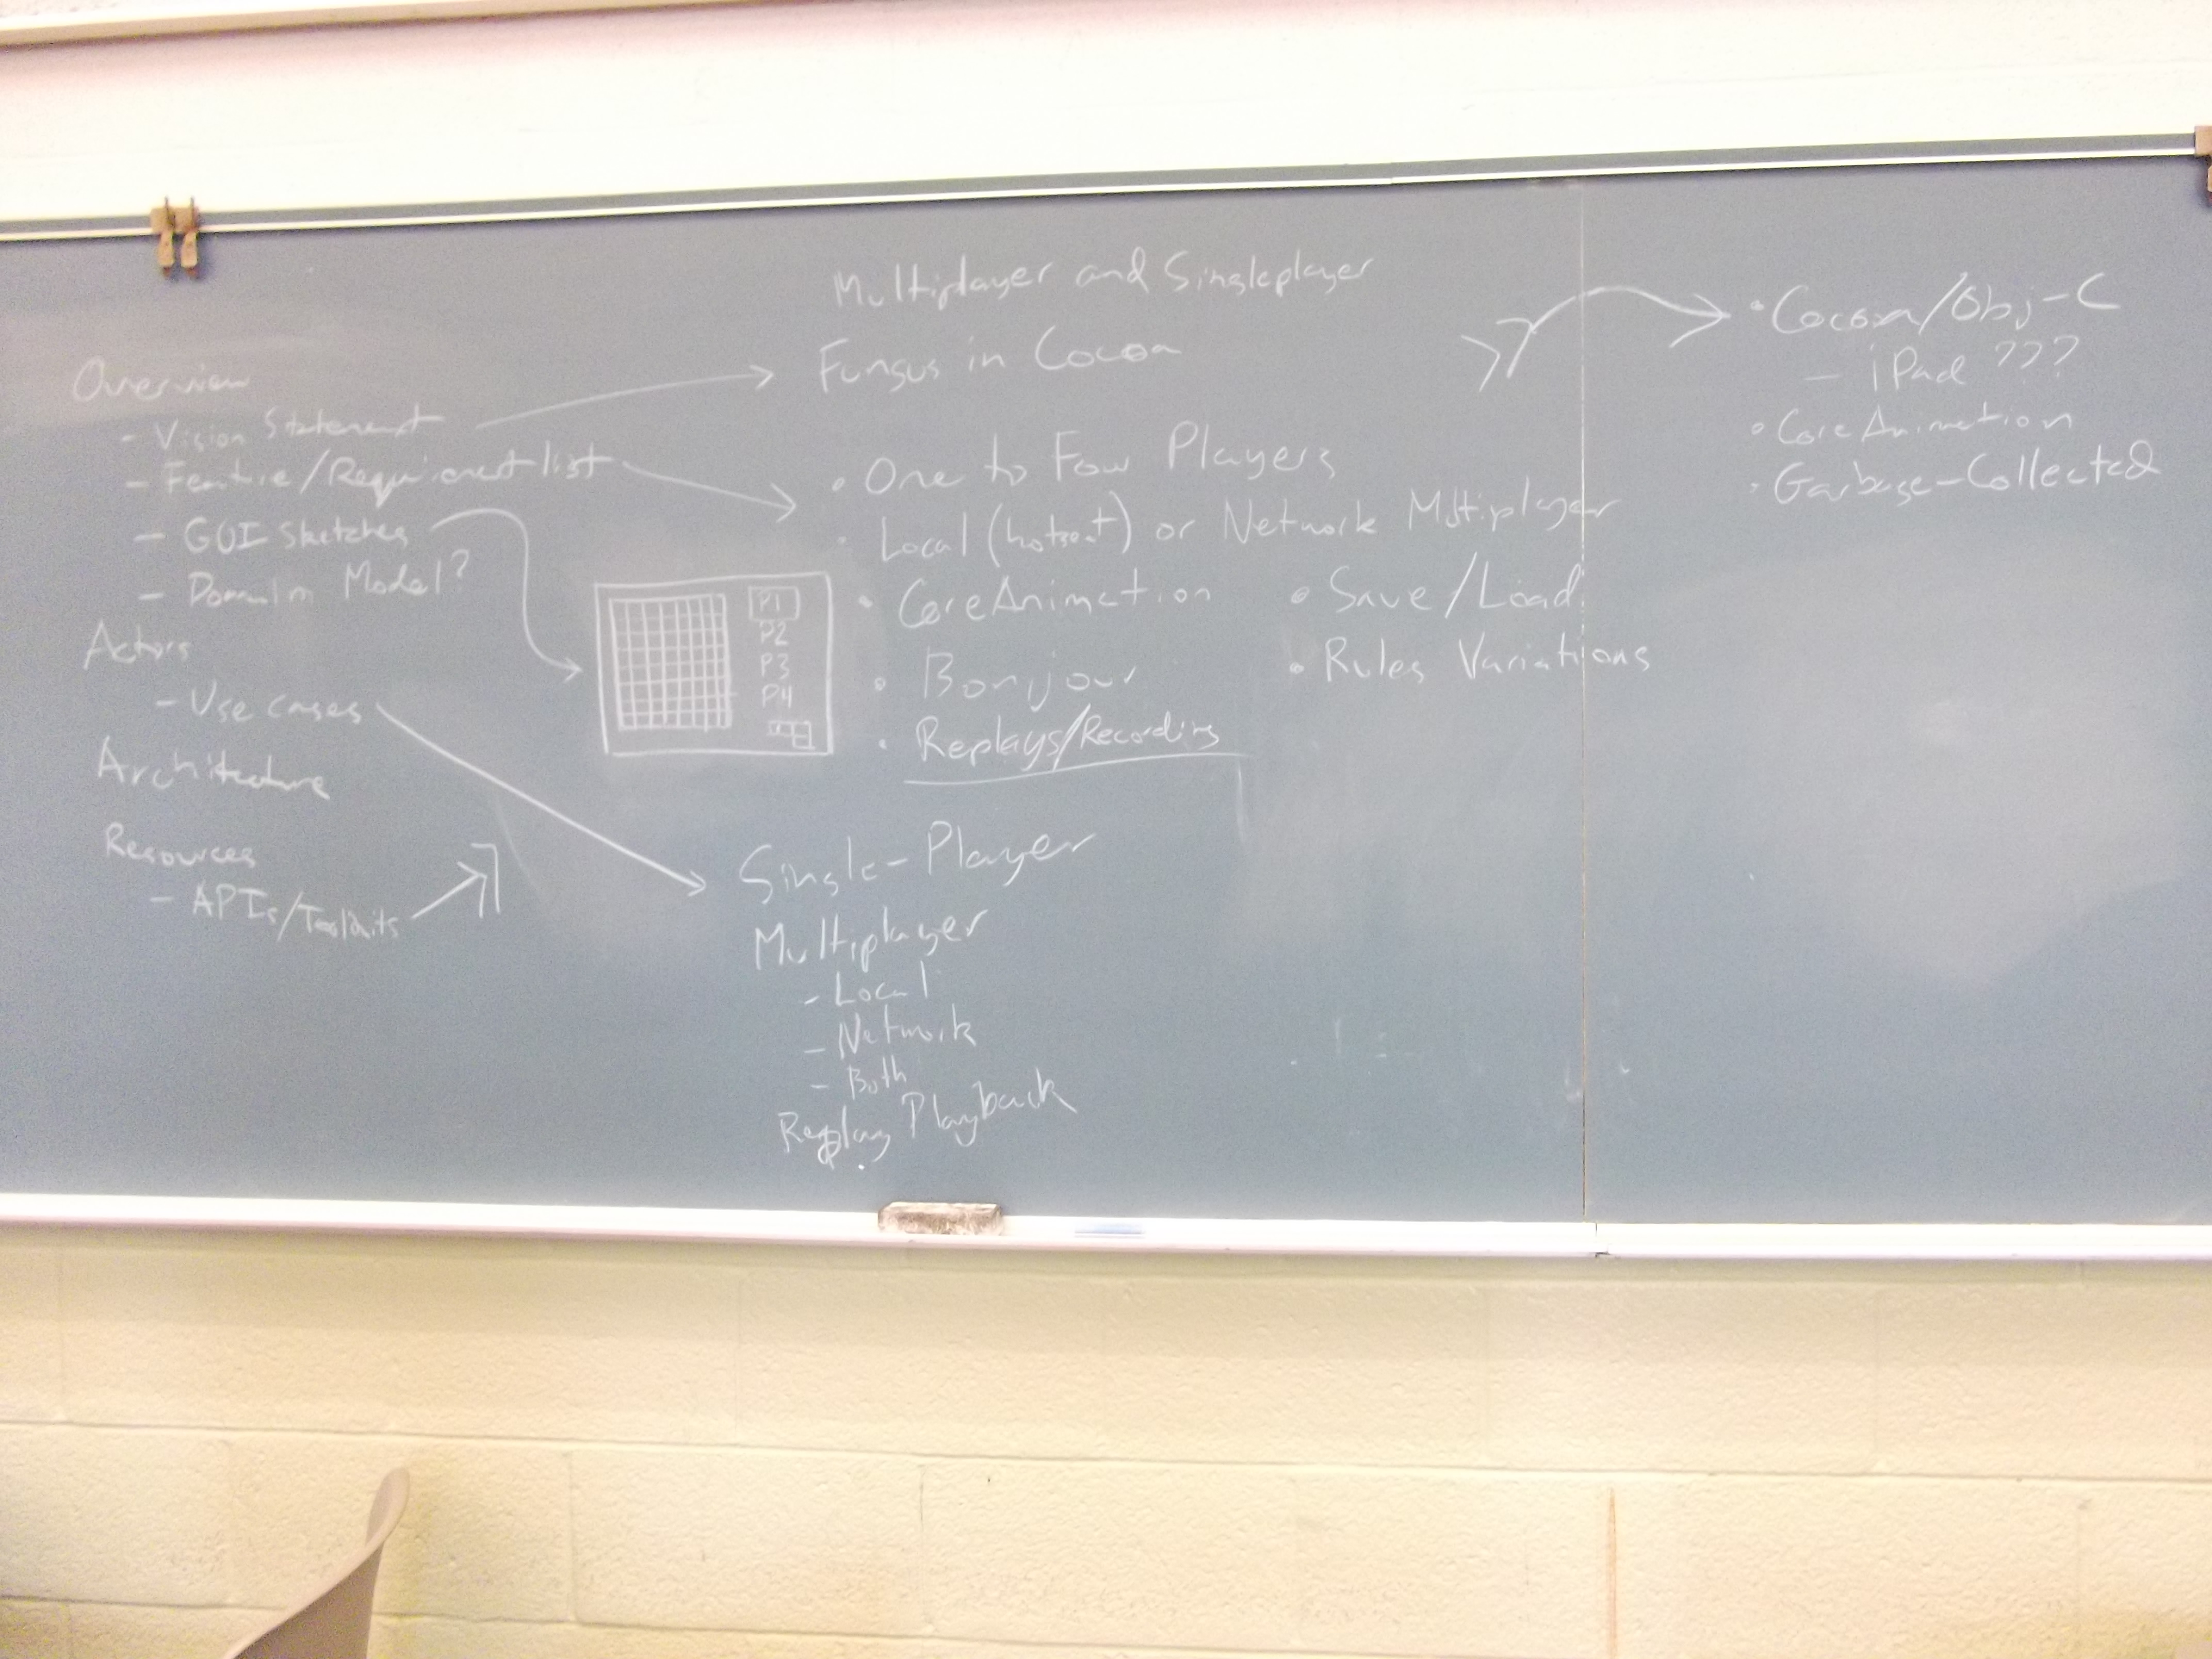 Overview
- Vision Statement
- Feature/Requirement list
- GUI Sketches
- Domain Model?
Actors
- Use cases
Architecture
Resources
- APIs/Toolkits
Multiplayer and Singleplayer
Fungus in Cocoa
• One to Four Players
• Local (hotseat) or Network Multiplayer
• CoreAnimation
• Bonjour
• Replays/Recording
• Save/Load
• Rules Variations
P1
P2
P3
P4
Single-Player
Multiplayer
- Local
- Network
- Both
Replay Playback
• Cocoa/Obj-C
- iPad ???
• CoreAnimation
• Garbage-Collected